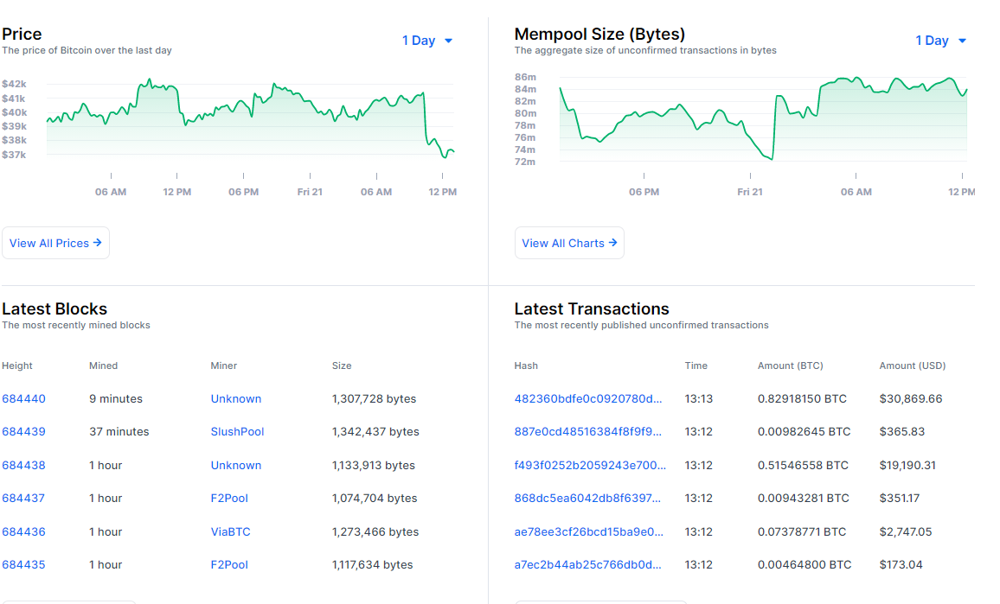 Price
The price of Bitcoin over the last day
1 Day
$42k
$41k
$40k
$39k
$38k
$37k
06 AM 12 PM 06 PM Fri 21 06 AM 12 PM
View All Prices →
Mempool Size (Bytes)
The aggregate size of unconfirmed transactions in bytes
1 Day
86m
84m
82m
80m
78m
76m
74m
72m
06 PM Fri 21 06 AM 12 PM
View All Charts →
Latest Blocks
The most recently mined blocks
Height Mined Miner Size
684440 9 minutes Unknown 1,307,728 bytes
684439 37 minutes SlushPool 1,342,437 bytes
684438 1 hour Unknown 1,133,913 bytes
684437 1 hour F2Pool 1,074,704 bytes
684436 1 hour ViaBTC 1,273,466 bytes
684435 1 hour F2Pool 1,117,634 bytes
Latest Transactions
The most recently published unconfirmed transactions
Hash Time Amount (BTC) Amount (USD)
482360bdfe0c0920780d... 13:13 0.82918150 BTC $30,869.66
887e0cd48516384f8f9f9... 13:12 0.00982645 BTC $365.83
f493f0252b2059243e700... 13:12 0.51546558 BTC $19,190.31
868dc5ea6042db8f6397... 13:12 0.00943281 BTC $351.17
ae78ee3cf26bcd15ba9e0... 13:12 0.07378771 BTC $2,747.05
a7ec2b44ab25c766db0d... 13:12 0.00464800 BTC $173.04